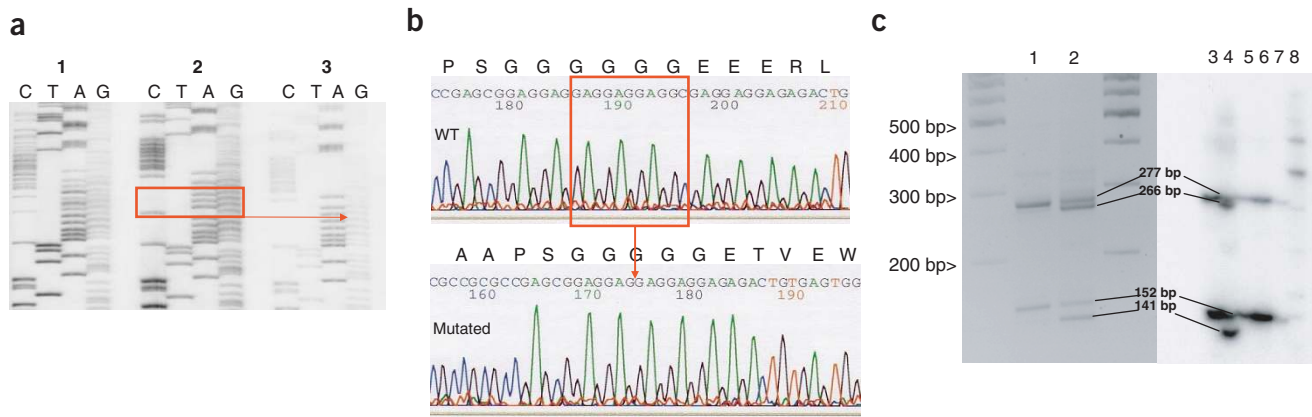 a
b
c
1 2 3
C T A G C T A G C T A G
P S G G G G G G E E E R L
CCGAGCGGAGGAGGAGGAGGAGGCGAGGAGGAGAGACTG
180 190 200 210
WT
A A P S G G G G G E T V E W
CGCCGCGCCGAGCGGAGGAGGAGGAGGAGAGACTGTGAGTGG
160 170 180 190
Mutated
1 2 3 4 5 6 7 8
500 bp>
400 bp>
300 bp>
200 bp>
277 bp
266 bp
152 bp
141 bp